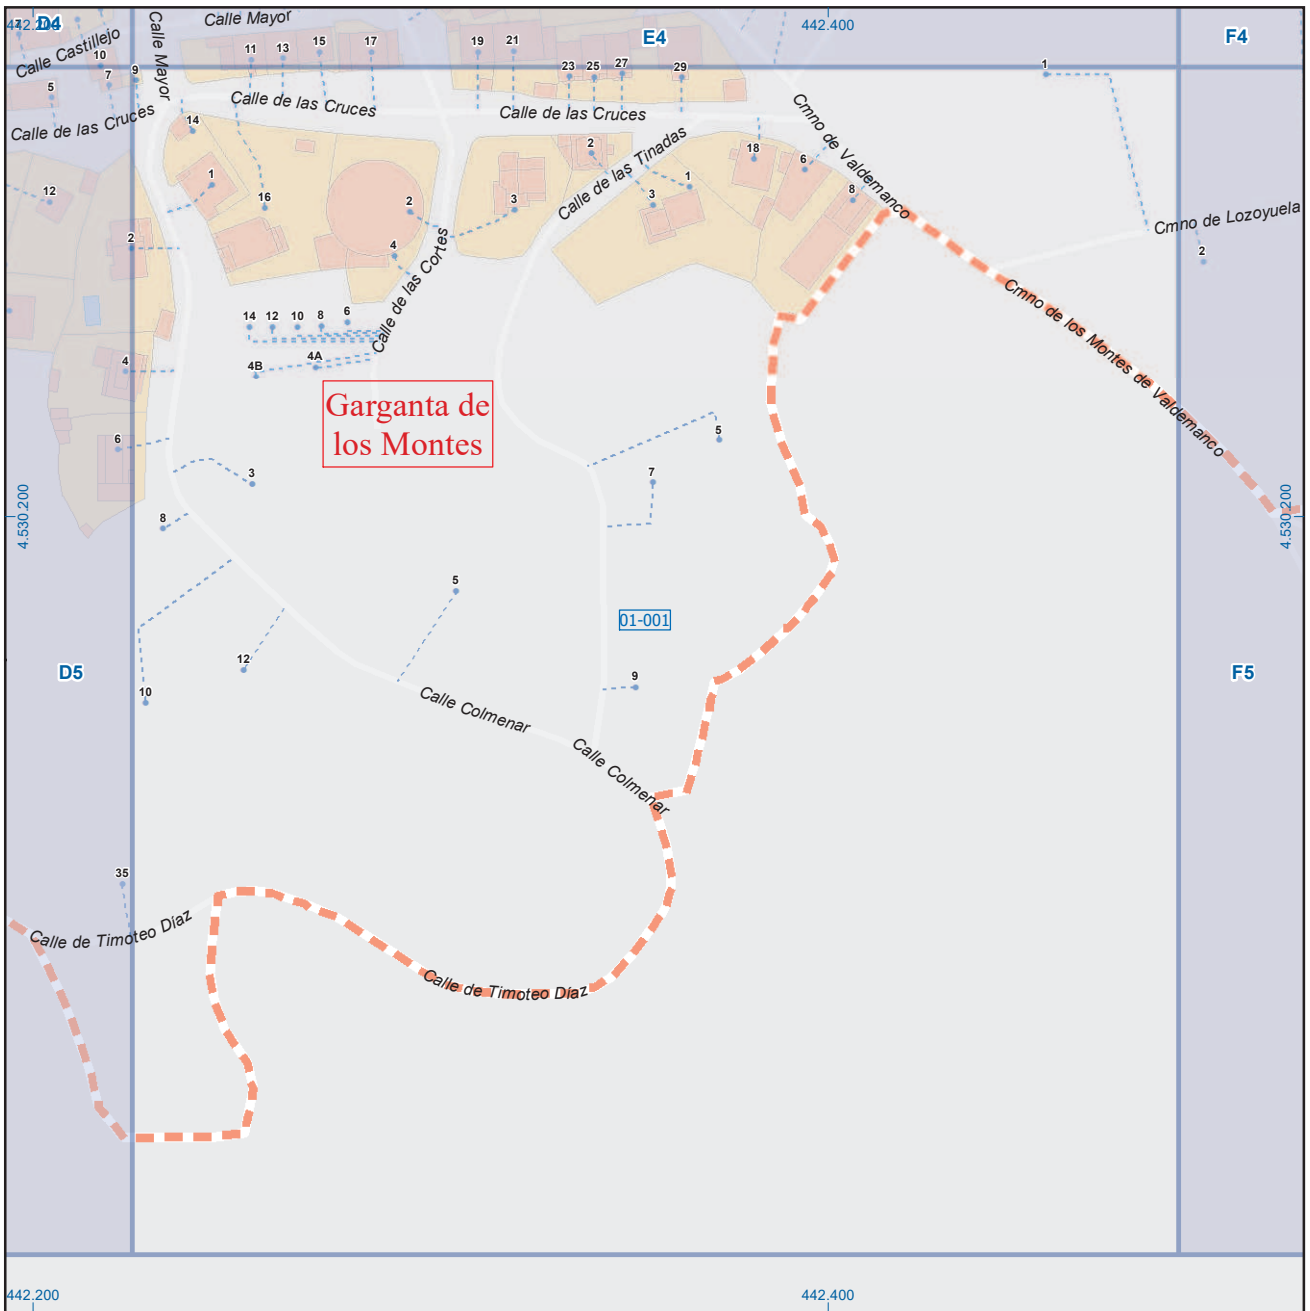 442.200
D4
Calle Mayor
442.400
E4
F4
7
Calle Castillejo
Calle Mayor
10
7
9
5
11
13
15
17
19
21
23
25
27
29
1
Calle de las Cruces
Calle de las Cruces
Calle de las Cruces
Cmno de Valdemanco
14
12
1
16
2
2
4
3
2
Calle de las Tinadas
3
1
18
6
8
Cmno de Lozoyuela
2
Calle de las Cortes
14
12
10
8
6
4B
4A
4
Cmno de los Montes de Valdemanco
Garganta de
los Montes
6
3
5
7
8
4.530.200
4.530.200
5
01-001
12
10
9
D5
F5
Calle Colmenar
Calle Colmenar
35
Calle de Timoteo Díaz
Calle de Timoteo Díaz
442.200
442.400